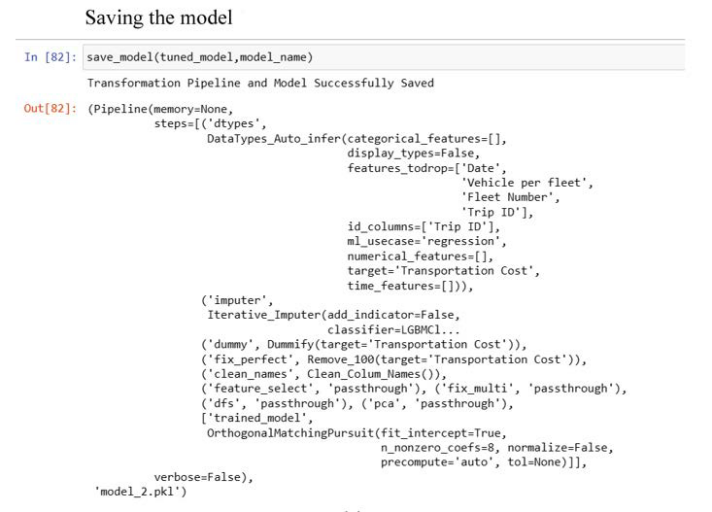 Saving the model
In [82]: save_model(tuned_model,model_name)
Transformation Pipeline and Model Successfully Saved
Out[82]: (Pipeline(memory=None,
steps=[('dtypes',
DataTypes_Auto_infer(categorical_features=[],
display_types=False,
features_todrop=['Date',
'Vehicle per fleet',
'Fleet Number',
'Trip ID'],
id_columns=['Trip ID'],
ml_usecase='regression',
numerical_features=[],
target='Transportation Cost',
time_features=[])),
('imputer',
Iterative_Imputer(add_indicator=False,
classifier=LGBMCl...
('dummy', Dummify(target='Transportation Cost')),
('fix_perfect', Remove_100(target='Transportation Cost')),
('clean_names', Clean_Colum_Names()),
('feature_select', 'passthrough'), ('fix_multi', 'passthrough'),
('dfs', 'passthrough'), ('pca', 'passthrough'),
['trained_model',
OrthogonalMatchingPursuit(fit_intercept=True,
n_nonzero_coefs=8, normalize=False,
precompute='auto', tol=None)]],
verbose=False),
'model_2.pkl')